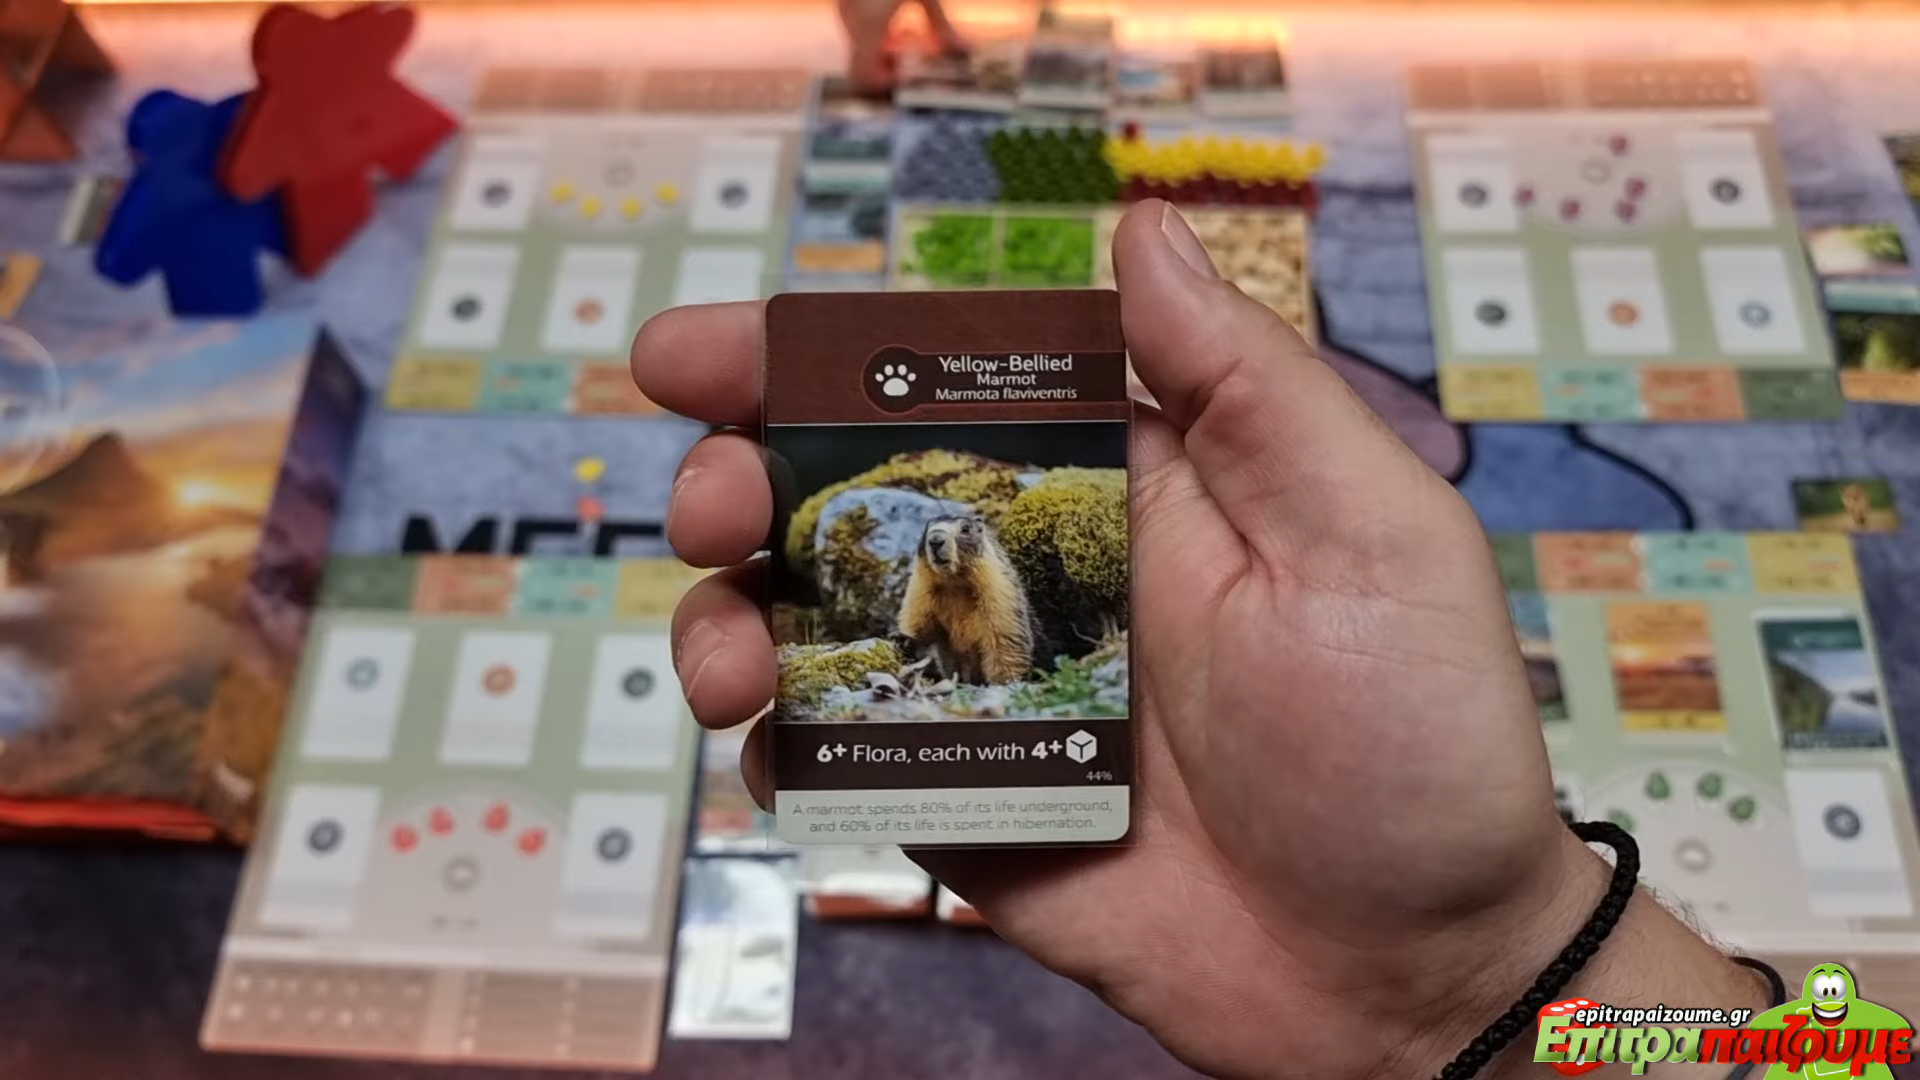 Yellow-Bellied
Marmot
Marmota flaviventris
6+ Flora, each with 4+
44%
A marmot spends 80% of its life underground,
and 60% of its life is spent in hibernation.
epitrapaizoume.gr
Επιτραπαιζουμε